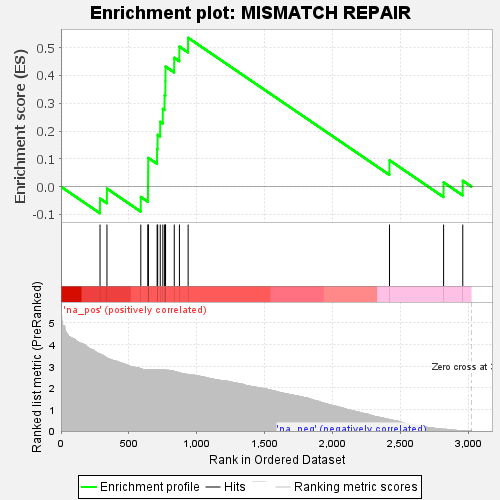 Enrichment plot: MISMATCH REPAIR
Enrichment score (ES)
0.5
0.4
0.3
0.2
0.1
0.0
-0.1
'na_pos' (positively correlated)
Ranked list metric (PreRanked)
5
4
3
2
1
0
Zero cross at
'na_neg' (negatively correlated)
0 500 1,000 1,500 2,000 2,500 3,000
Rank in Ordered Dataset
Enrichment profile Hits Ranking metric scores